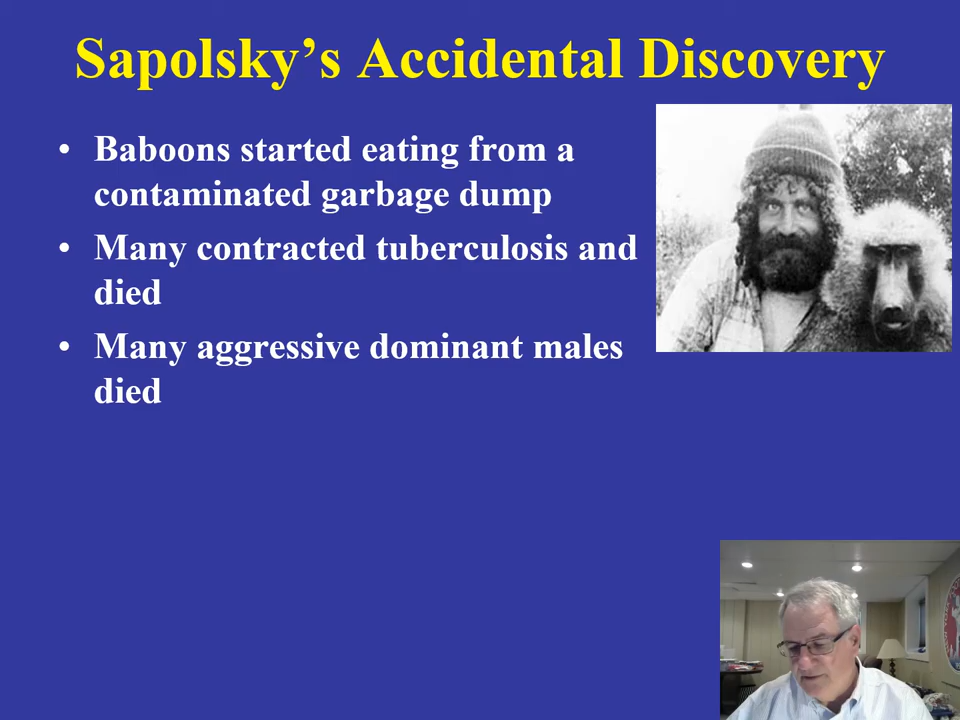 Sapolsky’s Accidental Discovery
• Baboons started eating from a
contaminated garbage dump
• Many contracted tuberculosis and
died
• Many aggressive dominant males
died